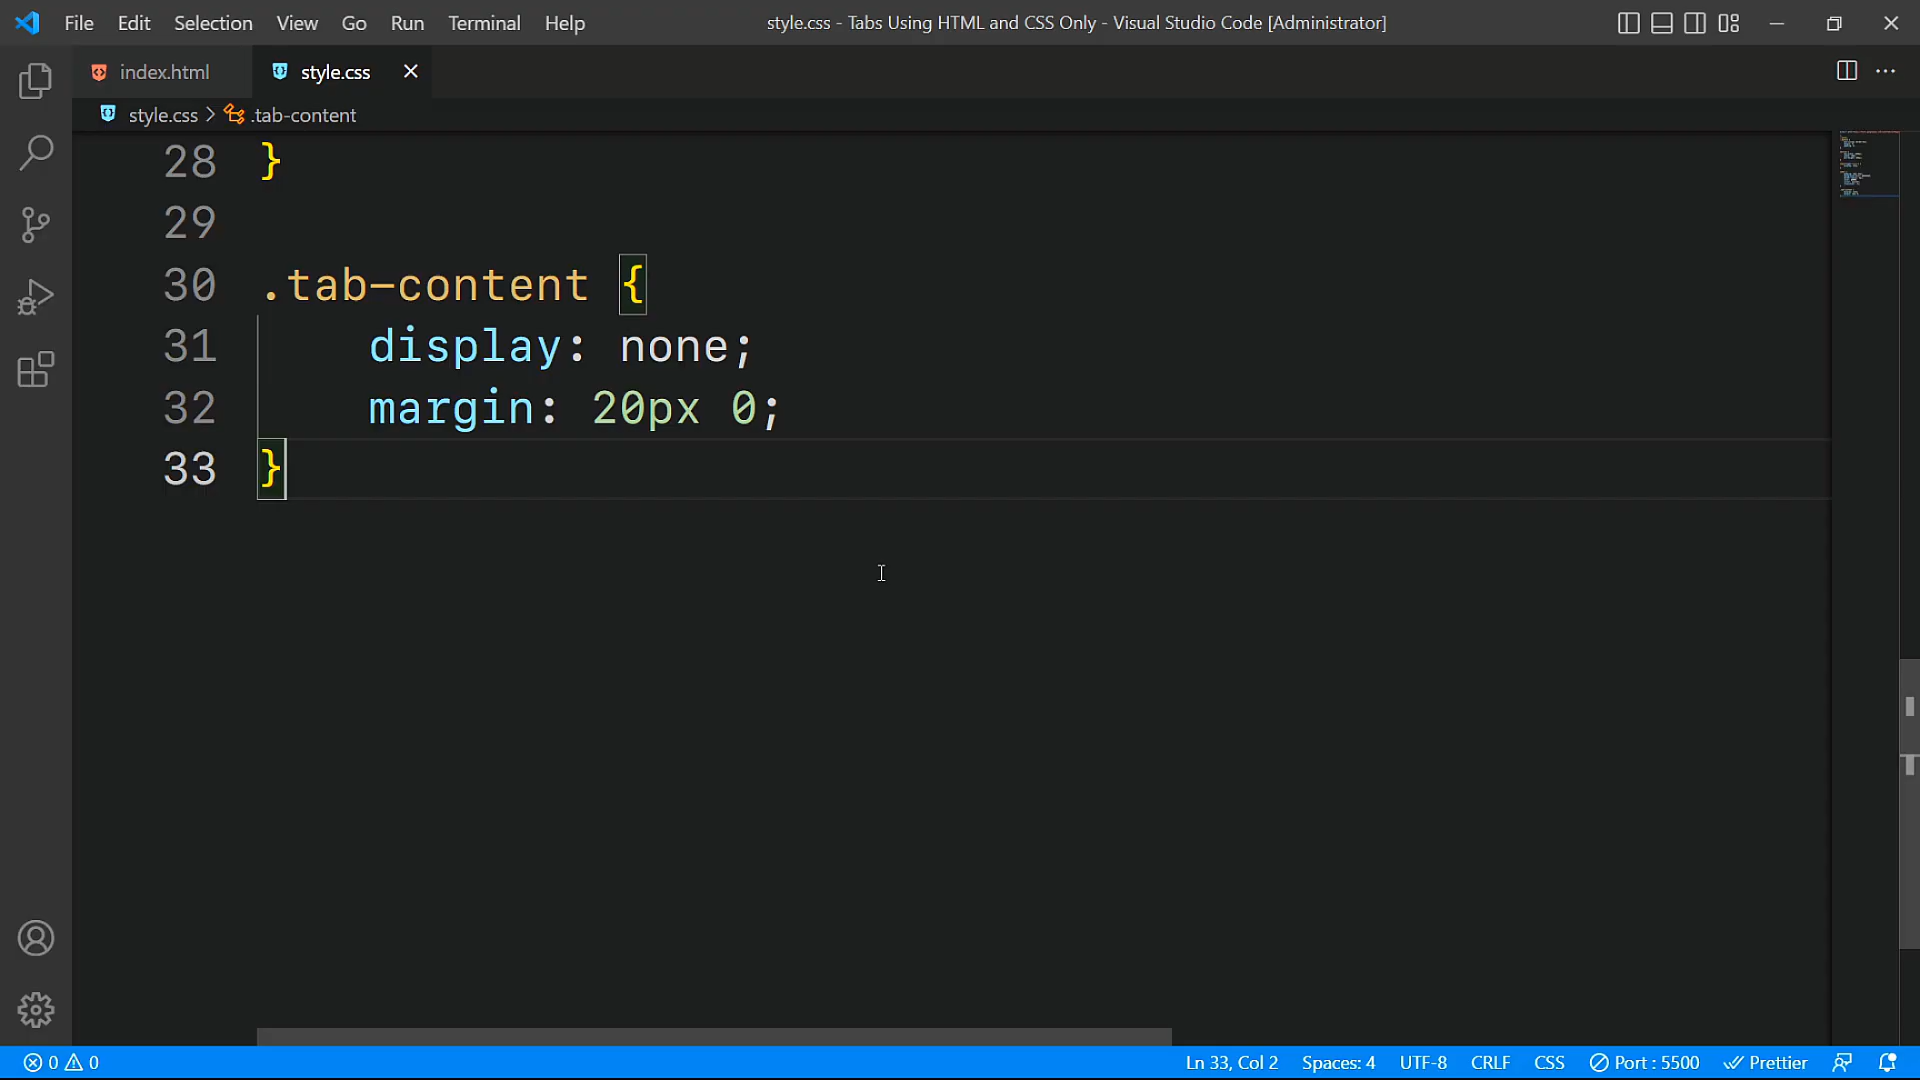 File Edit Selection View Go Run Terminal Help style.css - Tabs Using HTML and CSS Only - Visual Studio Code [Administrator]
index.html style.css
style.css > .tab-content
28 }
29
30 .tab-content {
31 display: none;
32 margin: 20px 0;
33 }
0 0 Ln 33, Col 2 Spaces: 4 UTF-8 CRLF CSS Port : 5500 Prettier